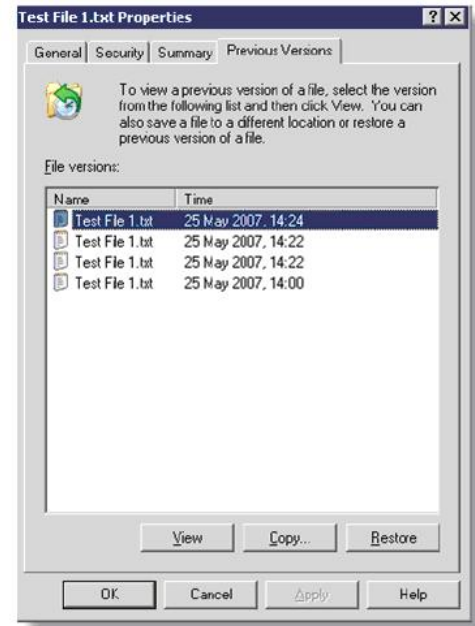 Test File 1.txt Properties
General Security Summary Previous Versions
To view a previous version of a file, select the version
from the following list and then click View. You can
also save a file to a different location or restore a
previous version of a file.
File versions:
Name Time
Test File 1.txt 25 May 2007, 14:24
Test File 1.txt 25 May 2007, 14:22
Test File 1.txt 25 May 2007, 14:22
Test File 1.txt 25 May 2007, 14:00
View Copy... Restore
OK Cancel Apply Help